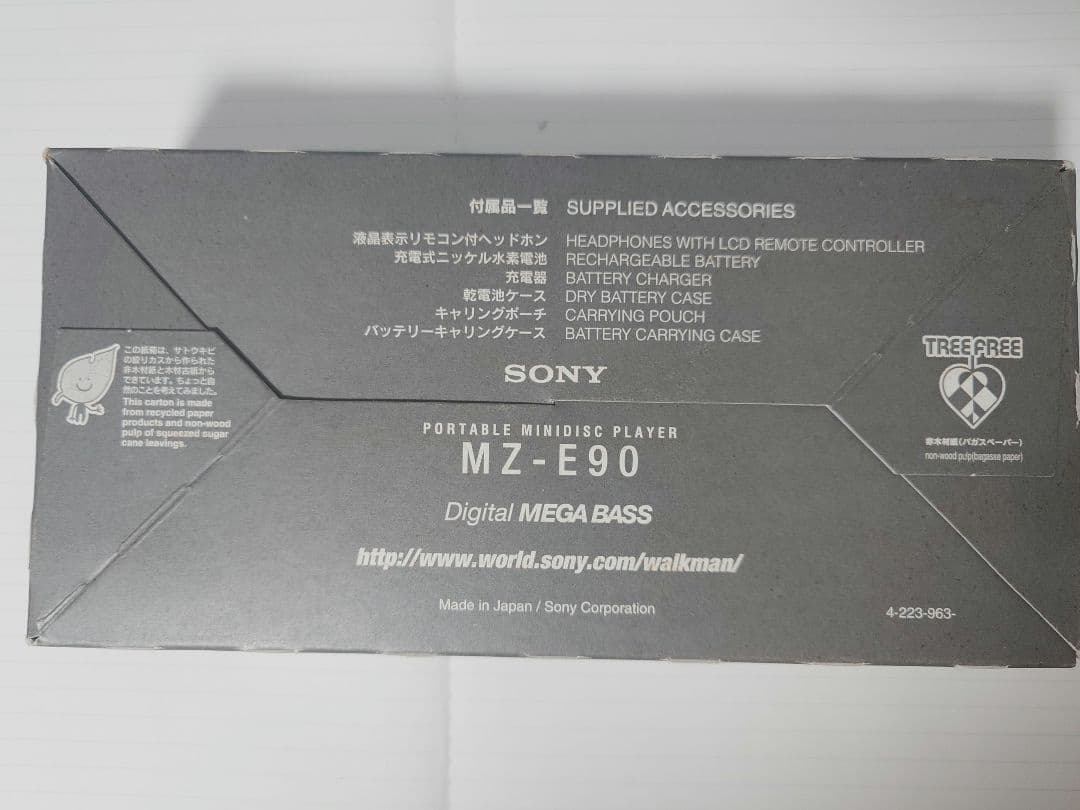 付属品一覧 SUPPLIED ACCESSORIES
液晶表示リモコン付ヘッドホン HEADPHONES WITH LCD REMOTE CONTROLLER
充電式ニッケル水素電池 RECHARGEABLE BATTERY
充電器 BATTERY CHARGER
乾電池ケース DRY BATTERY CASE
キャリングポーチ CARRYING POUCH
バッテリーキャリングケース BATTERY CARRYING CASE
この紙箱は、サトウキビ
の絞りカスから作られた
非木材紙と木材古紙から
できています。ちょっと自
然のことを考えてみました。
This carton is made
from recycled paper
products and non-wood
pulp of squeezed sugar
cane leavings.
TREE FREE
非木材紙(バガスペーパー)
non-wood pulp(bagasse paper)
SONY
PORTABLE MINIDISC PLAYER
MZ-E90
Digital MEGA BASS
http://www.world.sony.com/walkman/
Made in Japan / Sony Corporation
4-223-963-